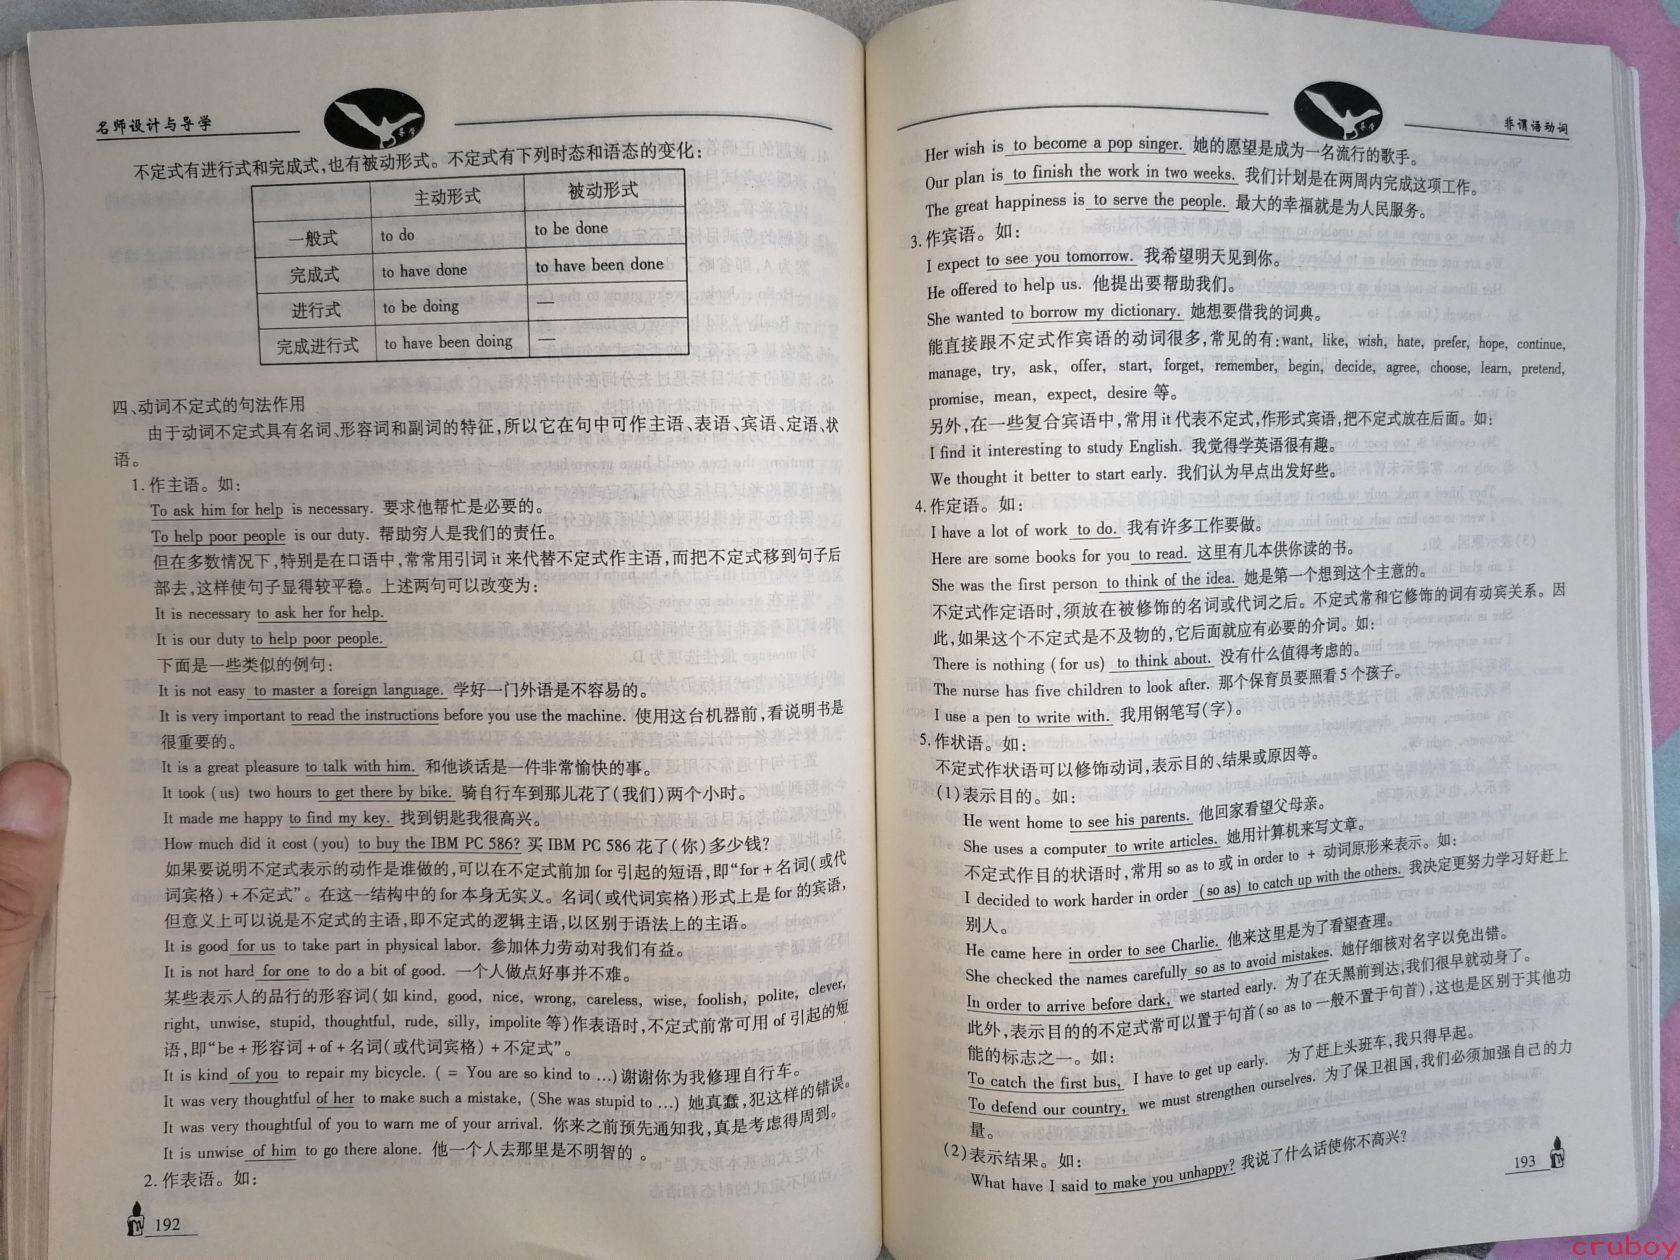 名师设计与导学
不定式有进行式和完成式,也有被动形式。不定式有下列时态和语态的变化:
主动形式 被动形式
一般式 to do to be done
完成式 to have done to have been done
进行式 to be doing —
完成进行式 to have been doing —
四、动词不定式的句法作用
由于动词不定式具有名词、形容词和副词的特征,所以它在句中可作主语、表语、宾语、定语、状
语。
1.作主语。如:
To ask him for help is necessary. 要求他帮忙是必要的。
To help poor people is our duty. 帮助穷人是我们的责任。
但在多数情况下,特别是在口语中,常常用引词 it 来代替不定式作主语,而把不定式移到句子后
部去,这样使句子显得较平稳。上述两句可以改变为:
It is necessary to ask her for help.
It is our duty to help poor people.
下面是一些类似的例句:
It is not easy to master a foreign language. 学好一门外语是不容易的。
It is very important to read the instructions before you use the machine. 使用这台机器前,看说明书是
很重要的。
It is a great pleasure to talk with him. 和他谈话是一件非常愉快的事。
It took (us) two hours to get there by bike. 骑自行车到那儿花了(我们)两个小时。
It made me happy to find my key. 找到钥匙我很高兴。
How much did it cost (you) to buy the IBM PC 586? 买 IBM PC 586 花了(你)多少钱?
如果要说明不定式表示的动作是谁做的,可以在不定式前加 for 引起的短语,即“for + 名词(或代
词宾格) + 不定式”。在这一结构中的 for 本身无实义。名词(或代词宾格)形式上是 for 的宾语,
但意义上可以说是不定式的主语,即不定式的逻辑主语,以区别于语法上的主语。
It is good for us to take part in physical labor. 参加体力劳动对我们有益。
It is not hard for one to do a bit of good. 一个人做点好事并不难。
某些表示人的品行的形容词(如 kind, good, nice, wrong, careless, wise, foolish, polite, clever,
right, unwise, stupid, thoughtful, rude, silly, impolite 等)作表语时,不定式前常可用 of 引起的短
语,即“be + 形容词 + of + 名词(或代词宾格) + 不定式”。
It is kind of you to repair my bicycle. ( = You are so kind to …)谢谢你为我修理自行车。
It was very thoughtful of her to make such a mistake, (She was stupid to …) 她真蠢,犯这样的错误。
It was very thoughtful of you to warn me of your arrival. 你来之前预先通知我,真是考虑得周到。
It is unwise of him to go there alone. 他一个人去那里是不明智的 。
2.作表语。如:
192
非谓语动词
Her wish is to become a pop singer. 她的愿望是成为一名流行的歌手。
Our plan is to finish the work in two weeks. 我们计划是在两周内完成这项工作。
The great happiness is to serve the people. 最大的幸福就是为人民服务。
3.作宾语。如:
I expect to see you tomorrow. 我希望明天见到你。
He offered to help us. 他提出要帮助我们。
She wanted to borrow my dictionary. 她想要借我的词典。
能直接跟不定式作宾语的动词很多,常见的有:want, like, wish, hate, prefer, hope, continue,
manage, try, ask, offer, start, forget, remember, begin, decide, agree, choose, learn, pretend,
promise, mean, expect, desire 等。
另外,在一些复合宾语中,常用 it 代表不定式,作形式宾语,把不定式放在后面。如:
I find it interesting to study English. 我觉得学英语很有趣。
We thought it better to start early. 我们认为早点出发好些。
4.作定语。如:
I have a lot of work to do. 我有许多工作要做。
Here are some books for you to read. 这里有几本供你读的书。
She was the first person to think of the idea. 她是第一个想到这个主意的。
不定式作定语时,须放在被修饰的名词或代词之后。不定式常和它修饰的词有动宾关系。因
此,如果这个不定式是不及物的,它后面就应有必要的介词。如:
There is nothing (for us) to think about. 没有什么值得考虑的。
The nurse has five children to look after. 那个保育员要照看 5 个孩子。
I use a pen to write with. 我用钢笔写(字)。
5.作状语。如:
不定式作状语可以修饰动词,表示目的、结果或原因等。
(1)表示目的。如:
He went home to see his parents. 他回家看望父母亲。
She uses a computer to write articles. 她用计算机来写文章。
不定式作目的状语时,常用 so as to 或 in order to + 动词原形来表示。如:
I decided to work harder in order (so as) to catch up with the others. 我决定更努力学习好赶上
别人。
He came here in order to see Charlie. 他来这里是为了看望查理。
She checked the names carefully so as to avoid mistakes. 她仔细核对名字以免出错。
In order to arrive before dark, we started early. 为了在天黑前到达,我们很早就动身了。
此外,表示目的的不定式常可以置于句首(so as to 一般不置于句首),这也是区别于其他功
能的标志之一。如:
To catch the first bus, I have to get up early. 为了赶上头班车,我只得早起。
To defend our country, we must strengthen ourselves. 为了保卫祖国,我们必须加强自己的力
量。
(2)表示结果。如:
What have I said to make you unhappy? 我说了什么话使你不高兴?
193
cruboy